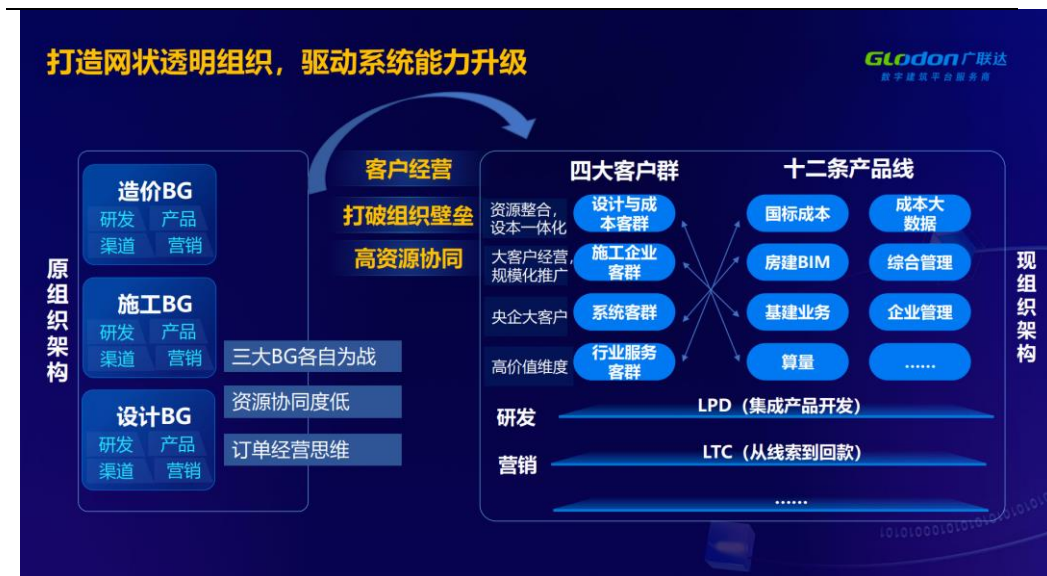 打造网状透明组织，驱动系统能力升级
GLodon广联达
数字建筑平台服务商
原组织架构
造价BG
研发 产品
渠道 营销
施工BG
研发 产品
渠道 营销
设计BG
研发 产品
渠道 营销
三大BG各自为战
资源协同度低
订单经营思维
客户经营
打破组织壁垒
高资源协同
四大客户群
十二条产品线
资源整合，
设本一体化
设计与成
本客群
国标成本
成本大
数据
大客户经营，
规模化推广
施工企业
客群
房建BIM
综合管理
央企大客户
系统客群
基建业务
企业管理
高价值维度
行业服务
客群
算量
......
研发
LPD（集成产品开发）
营销
LTC（从线索到回款）
......
现组织架构